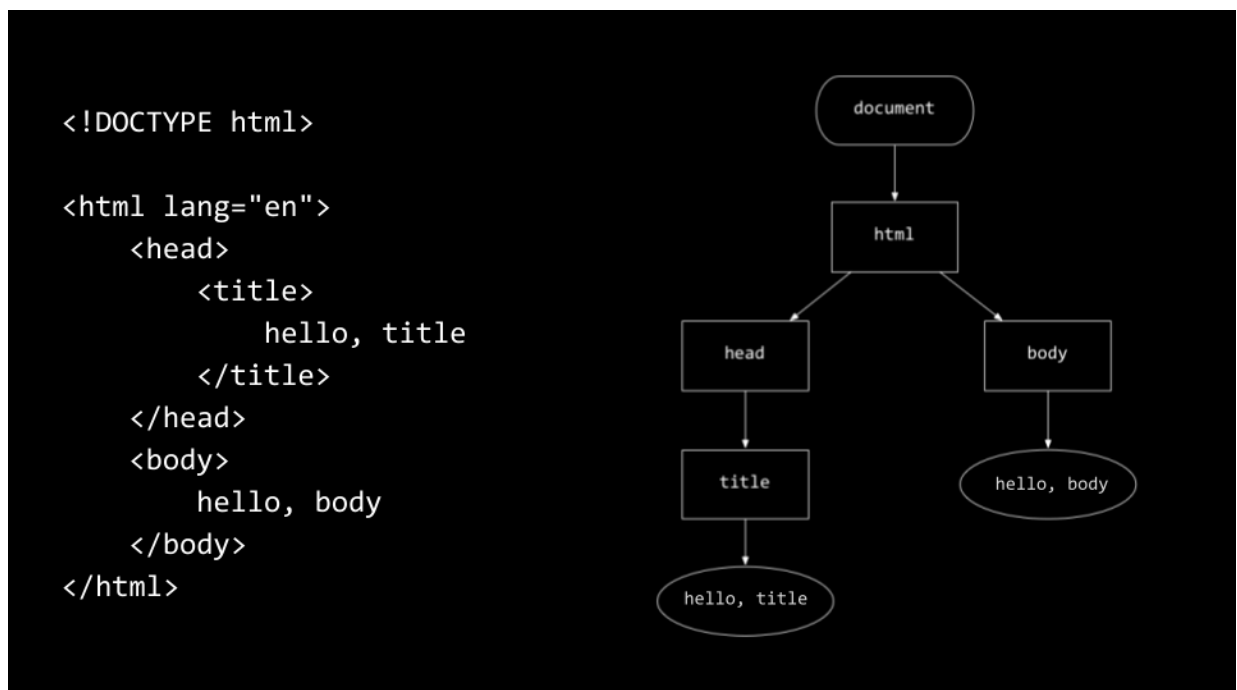 <!DOCTYPE html>
<html lang="en">
<head>
<title>
hello, title
</title>
</head>
<body>
hello, body
</body>
</html>
document
html
head
body
title
hello, body
hello, title